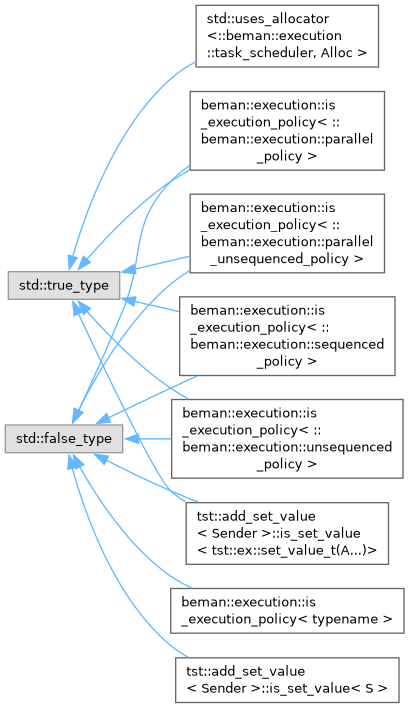 std::uses_allocator
<::beman::execution
::task_scheduler, Alloc >
beman::execution::is
_execution_policy< ::
beman::execution::parallel
_policy >
beman::execution::is
_execution_policy< ::
beman::execution::parallel
_unsequenced_policy >
std::true_type
beman::execution::is
_execution_policy< ::
beman::execution::sequenced
_policy >
std::false_type
beman::execution::is
_execution_policy< ::
beman::execution::unsequenced
_policy >
tst::add_set_value
< Sender >::is_set_value
< tst::ex::set_value_t(A...)>
beman::execution::is
_execution_policy< typename >
tst::add_set_value
< Sender >::is_set_value< S >